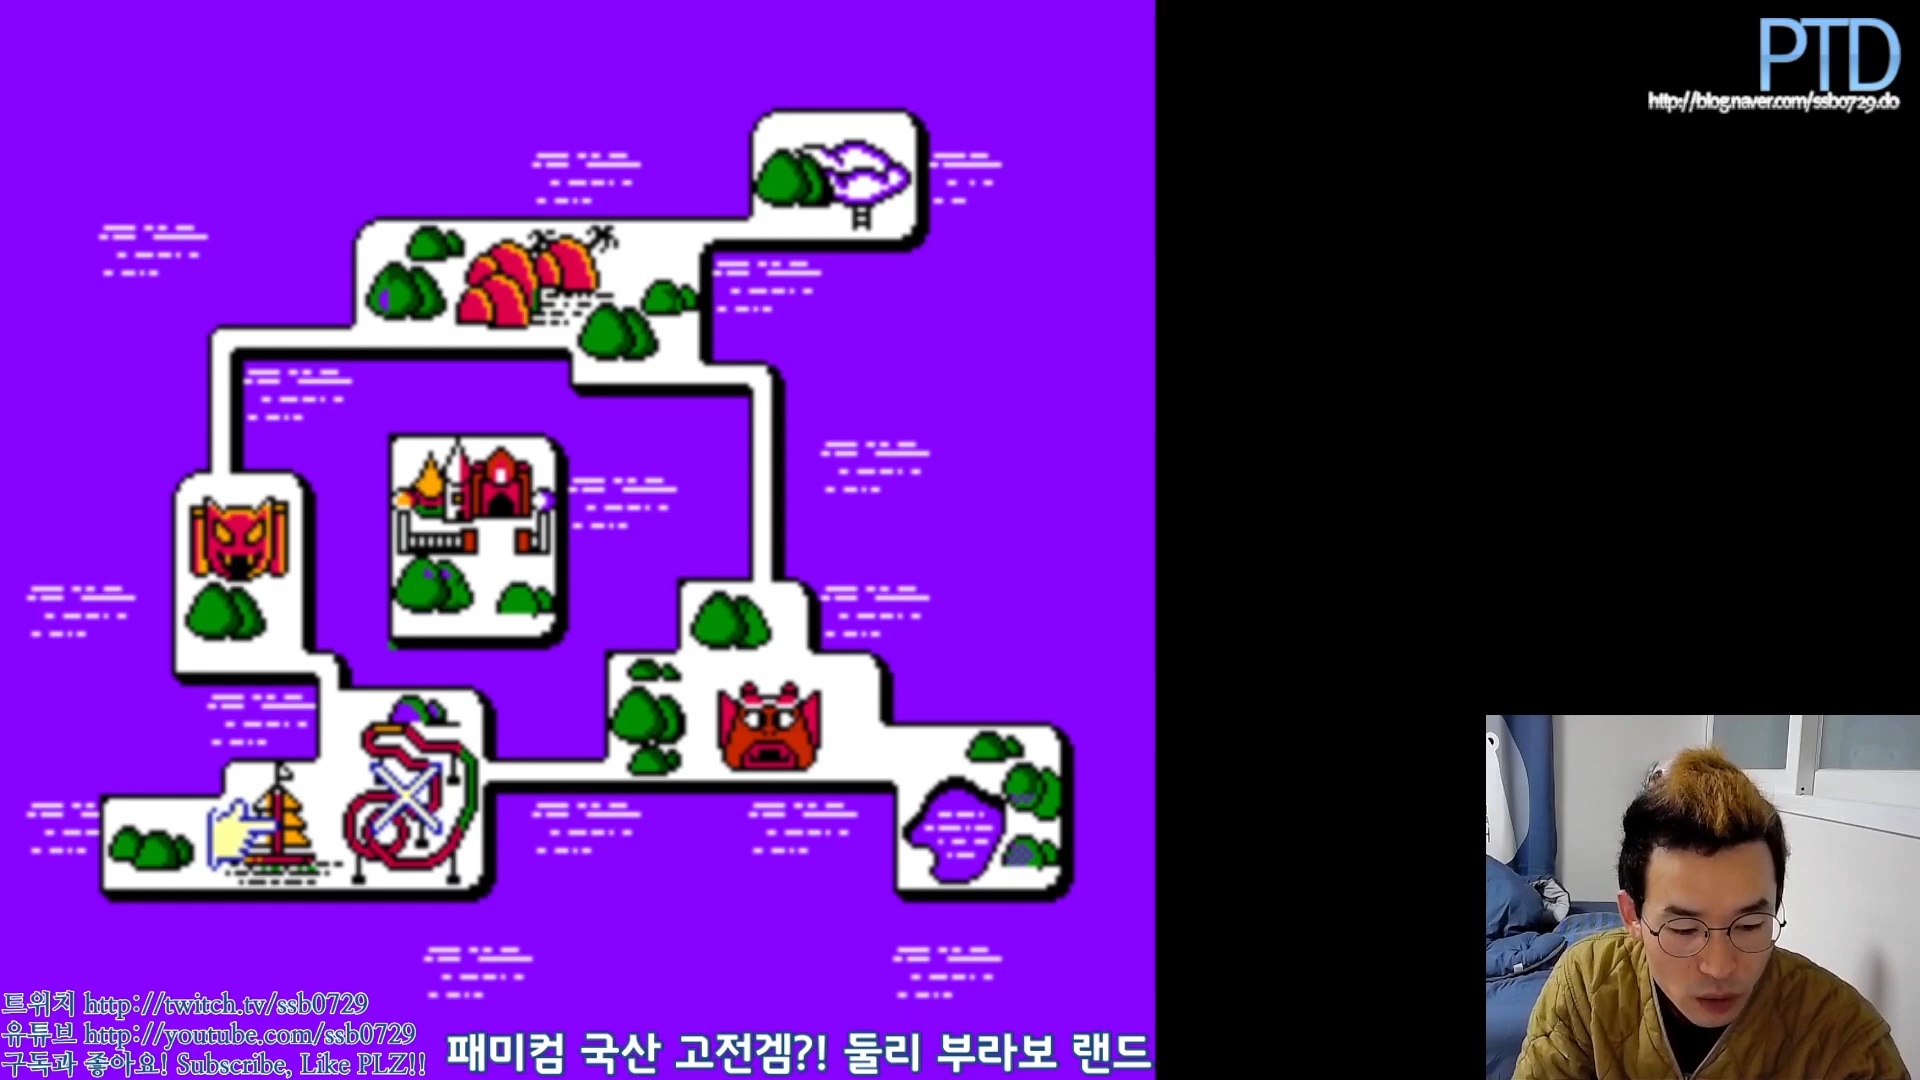 PTD
http://blog.naver.com/ssb0729.do
트위치 http://twitch.tv/ssb0729
유튜브 http://youtube.com/ssb0729
구독과 좋아요! Subscribe, Like PLZ!!
패미컴 국산 고전겜?! 둘리 부라보 랜드